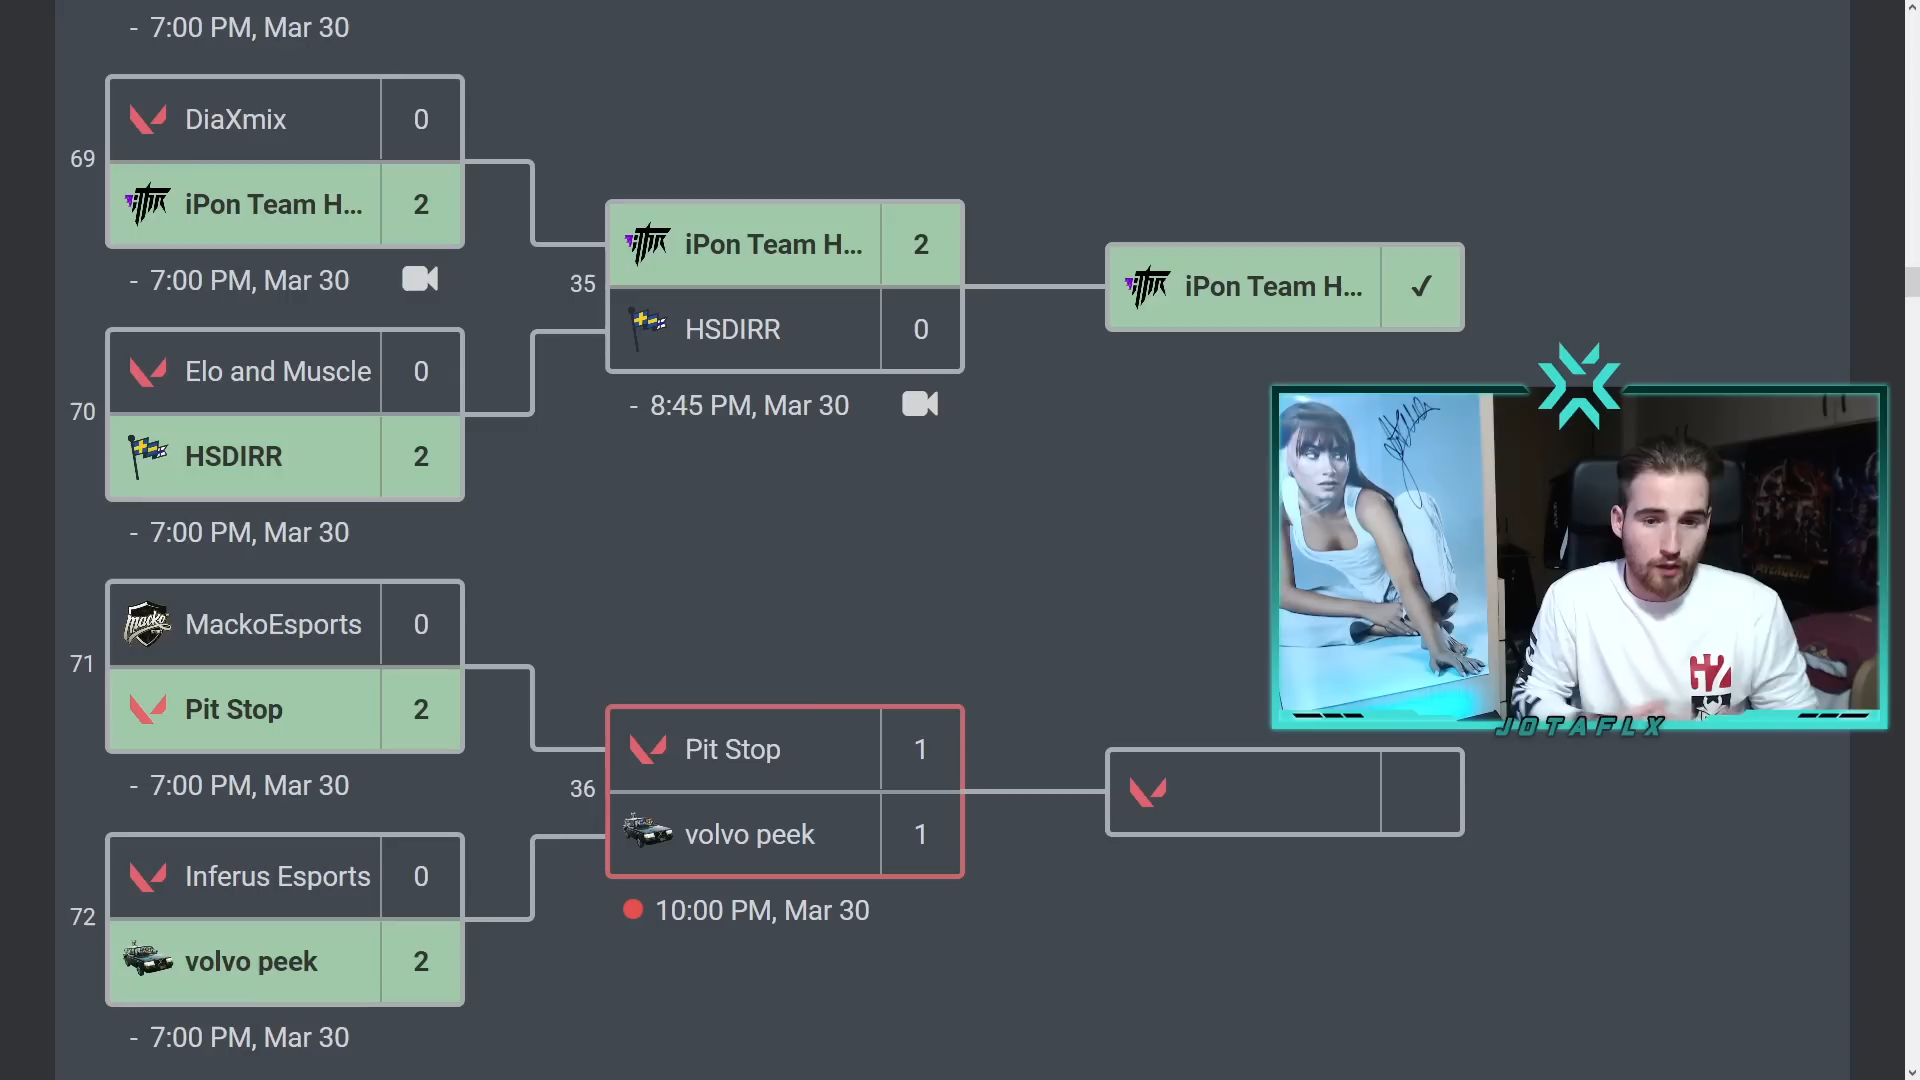 - 7:00 PM, Mar 30
69
DiaXmix 0
iPon Team H... 2
- 7:00 PM, Mar 30
70
Elo and Muscle 0
HSDIRR 2
- 7:00 PM, Mar 30
71
MackoEsports 0
Pit Stop 2
- 7:00 PM, Mar 30
72
Inferus Esports 0
volvo peek 2
- 7:00 PM, Mar 30
35
iPon Team H... 2
HSDIRR 0
- 8:45 PM, Mar 30
36
Pit Stop 1
volvo peek 1
10:00 PM, Mar 30
iPon Team H... ✓
JOTAFLX